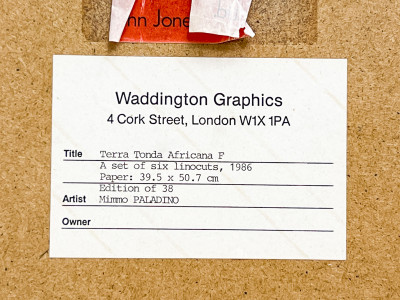 nn Jone
Waddington Graphics
4 Cork Street, London W1X 1PA
Title Terra Tonda Africana F
A set of six linocuts, 1986
Paper: 39.5 x 50.7 cm
Edition of 38
Artist Mimmo PALADINO
Owner